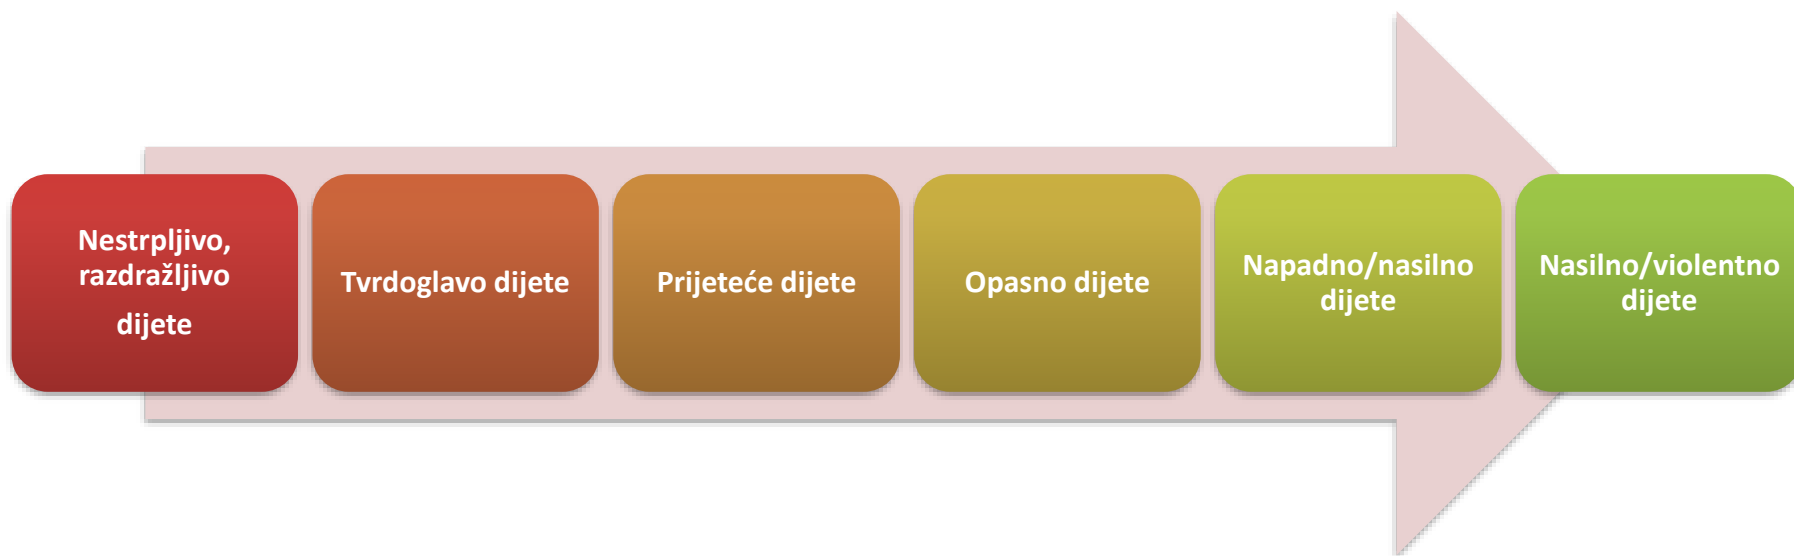 Nestrpljivo,
razdražljivo
dijete
Tvrdoglavo dijete
Prijeteće dijete
Opasno dijete
Napadno/nasilno
dijete
Nasilno/violentno
dijete